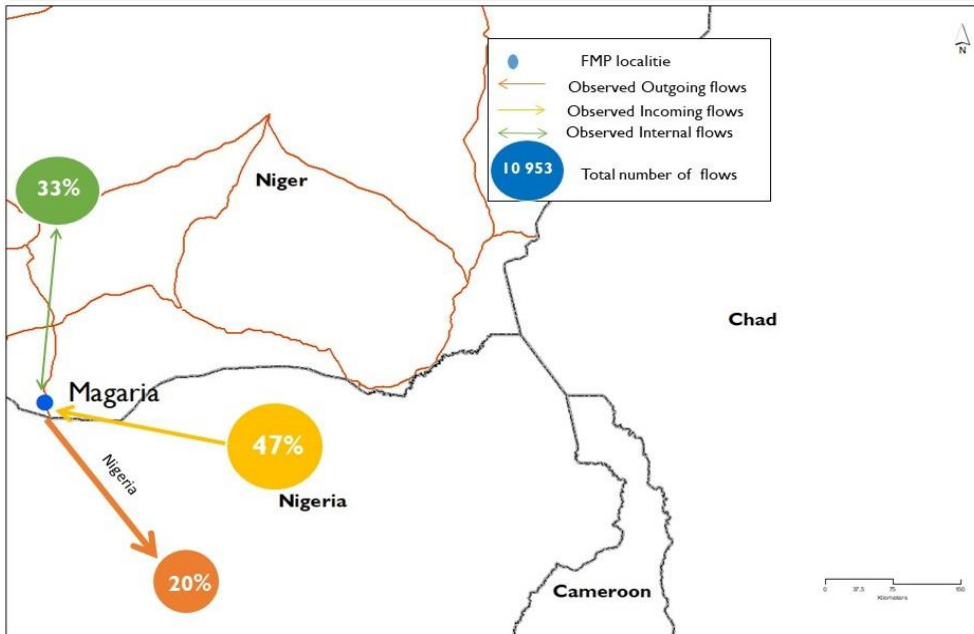 FMP localitie
Observed Outgoing flows
Observed Incoming flows
Observed Internal flows
10 953
Total number of flows
N
33%
Niger
Chad
Magaria
47%
Nigeria
Nigeria
20%
Cameroon
0 37,5 75 150
Kilometers